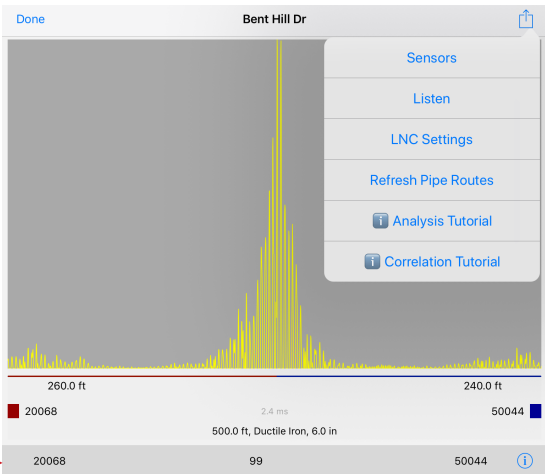 Done Bent Hill Dr
Sensors
Listen
LNC Settings
Refresh Pipe Routes
i Analysis Tutorial
i Correlation Tutorial
260.0 ft 240.0 ft
20068 2.4 ms 50044
500.0 ft, Ductile Iron, 6.0 in
20068 99 50044 i